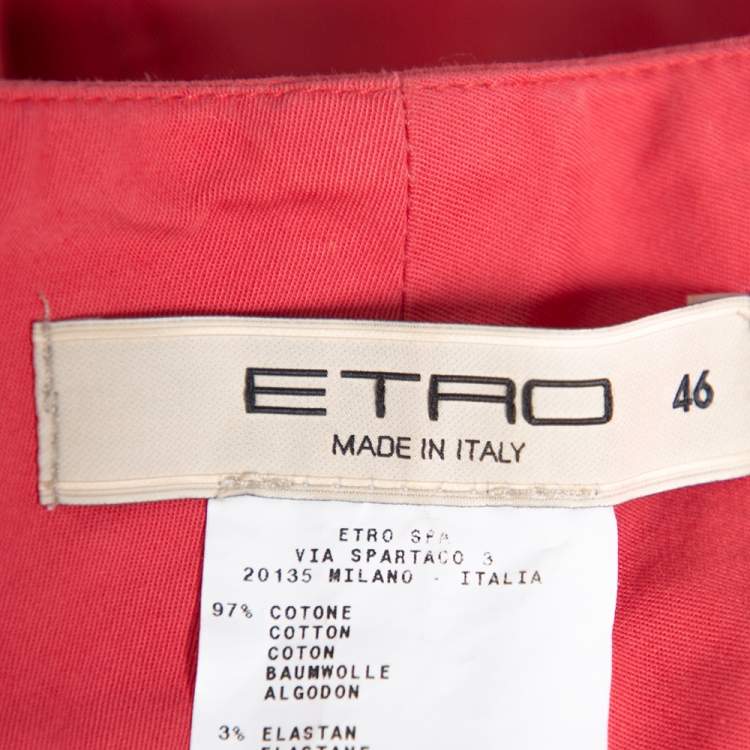 ETRO 46
MADE IN ITALY
ETRO SPA
VIA SPARTACO 3
20135 MILANO - ITALIA
97% COTONE
COTTON
COTON
BAUMWOLLE
ALGODON
3% ELASTAN
ELASTANE